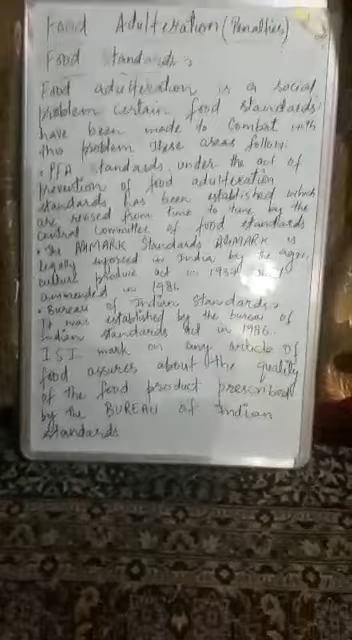 Food Adulteration (Penalties)
Food standards:
Food adulteration is a social
problem certain food standards
have been made to combat with
this problem these are as follow:
• PFA standards under the act of
prevention of food adulteration
standards has been established which
are revised from time to time by the
central committee of food standards
• The AGMARK Standards AGMARK is
legally enforced in India by the agri
culture produce act in 1937 and
ammended in 1986
• Bureau of Indian Standards:
It was established by the bureau of
Indian standards act in 1986.
ISI mark on any article of
food assures about the quality
of the food product prescribed
by the BUREAU of Indian
standards